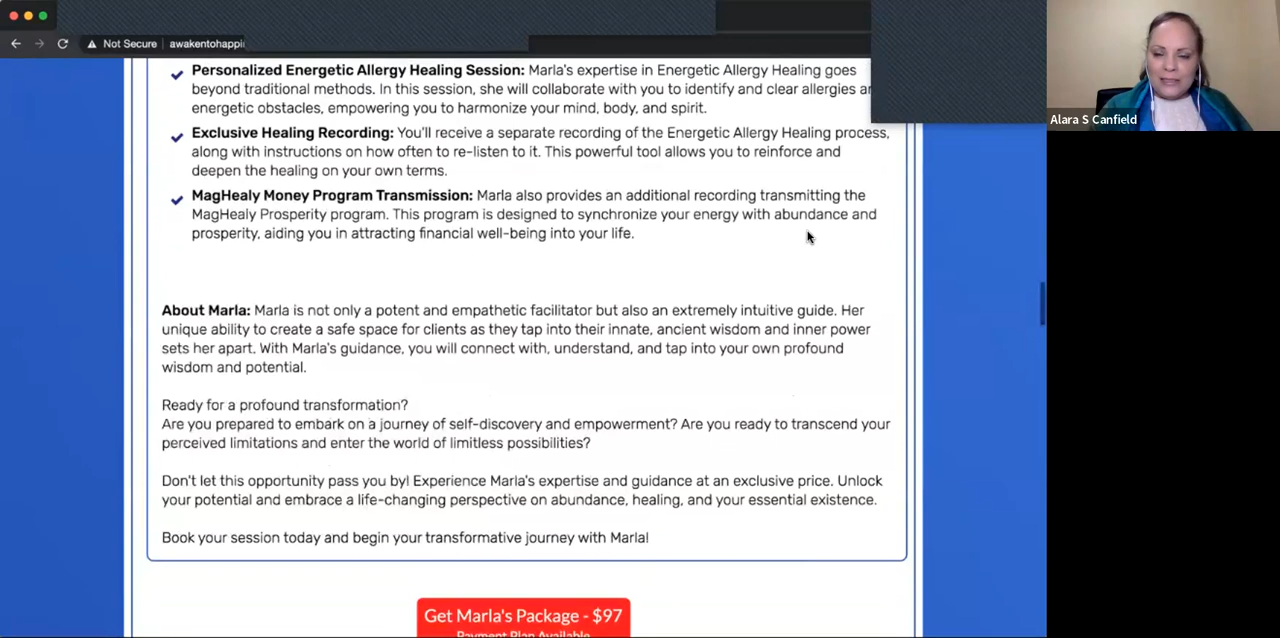 Not Secure
awakentohappi
Alara S Canfield
Personalized Energetic Allergy Healing Session: Marla's expertise in Energetic Allergy Healing goes
beyond traditional methods. In this session, she will collaborate with you to identify and clear allergies
energetic obstacles, empowering you to harmonize your mind, body, and spirit.
Exclusive Healing Recording: You'll receive a separate recording of the Energetic Allergy Healing process,
along with instructions on how often to re-listen to it. This powerful tool allows you to reinforce and
deepen the healing on your own terms.
MagHealy Money Program Transmission: Marla also provides an additional recording transmitting the
MagHealy Prosperity program. This program is designed to synchronize your energy with abundance and
prosperity, aiding you in attracting financial well-being into your life.
About Marla: Marla is not only a potent and empathetic facilitator but also an extremely intuitive guide. Her
unique ability to create a safe space for clients as they tap into their innate, ancient wisdom and inner power
sets her apart. With Marla's guidance, you will connect with, understand, and tap into your own profound
wisdom and potential.
Ready for a profound transformation?
Are you prepared to embark on a journey of self-discovery and empowerment? Are you ready to transcend your
perceived limitations and enter the world of limitless possibilities?
Don't let this opportunity pass you by! Experience Marla's expertise and guidance at an exclusive price. Unlock
your potential and embrace a life-changing perspective on abundance, healing, and your essential existence.
Book your session today and begin your transformative journey with Marla!
Get Marla's Package - $97
Payment Plan Available